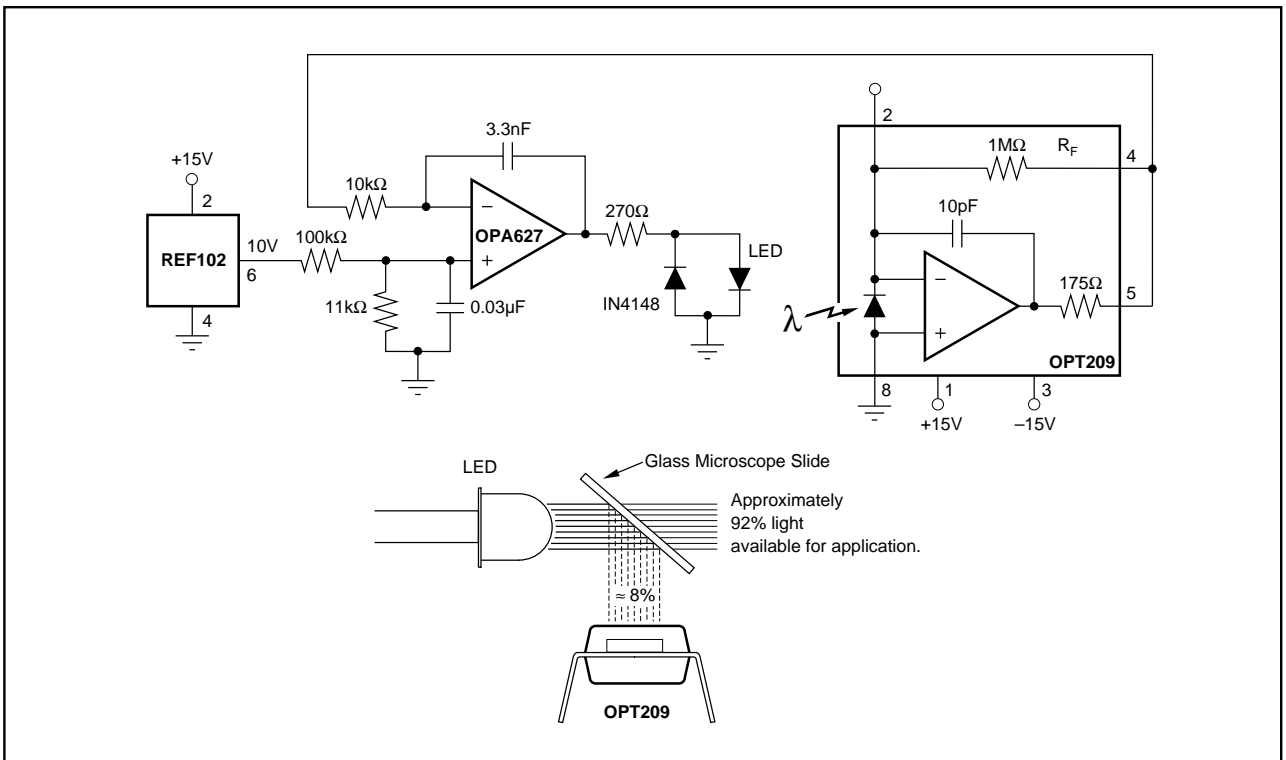 +15V
2
REF102
10V
6
4
100kΩ
10kΩ
11kΩ
0.03µF
3.3nF
–
+
OPA627
270Ω
IN4148
LED
2
1MΩ
RF
4
10pF
–
+
175Ω
5
λ
OPT209
8
1
3
+15V
–15V
LED
Glass Microscope Slide
Approximately
92% light
available for application.
≈ 8%
OPT209